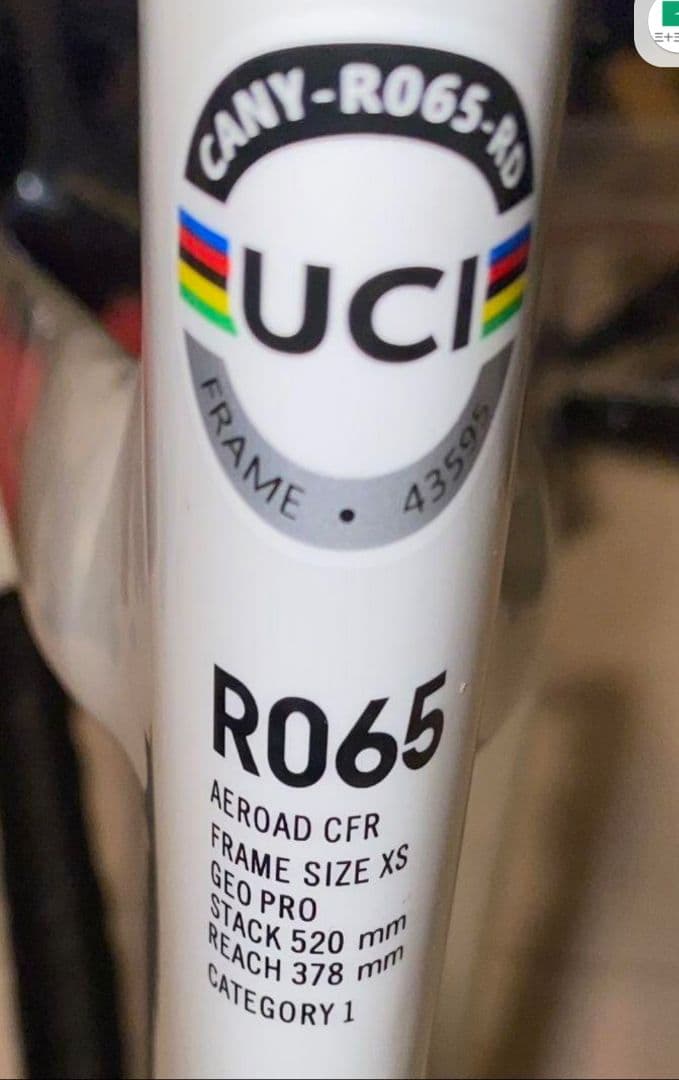 CANY-R065-RD
UCI
FRAME • 43595
R065
AEROAD CFR
FRAME SIZE XS
GEO PRO
STACK 520 mm
REACH 378 mm
CATEGORY 1